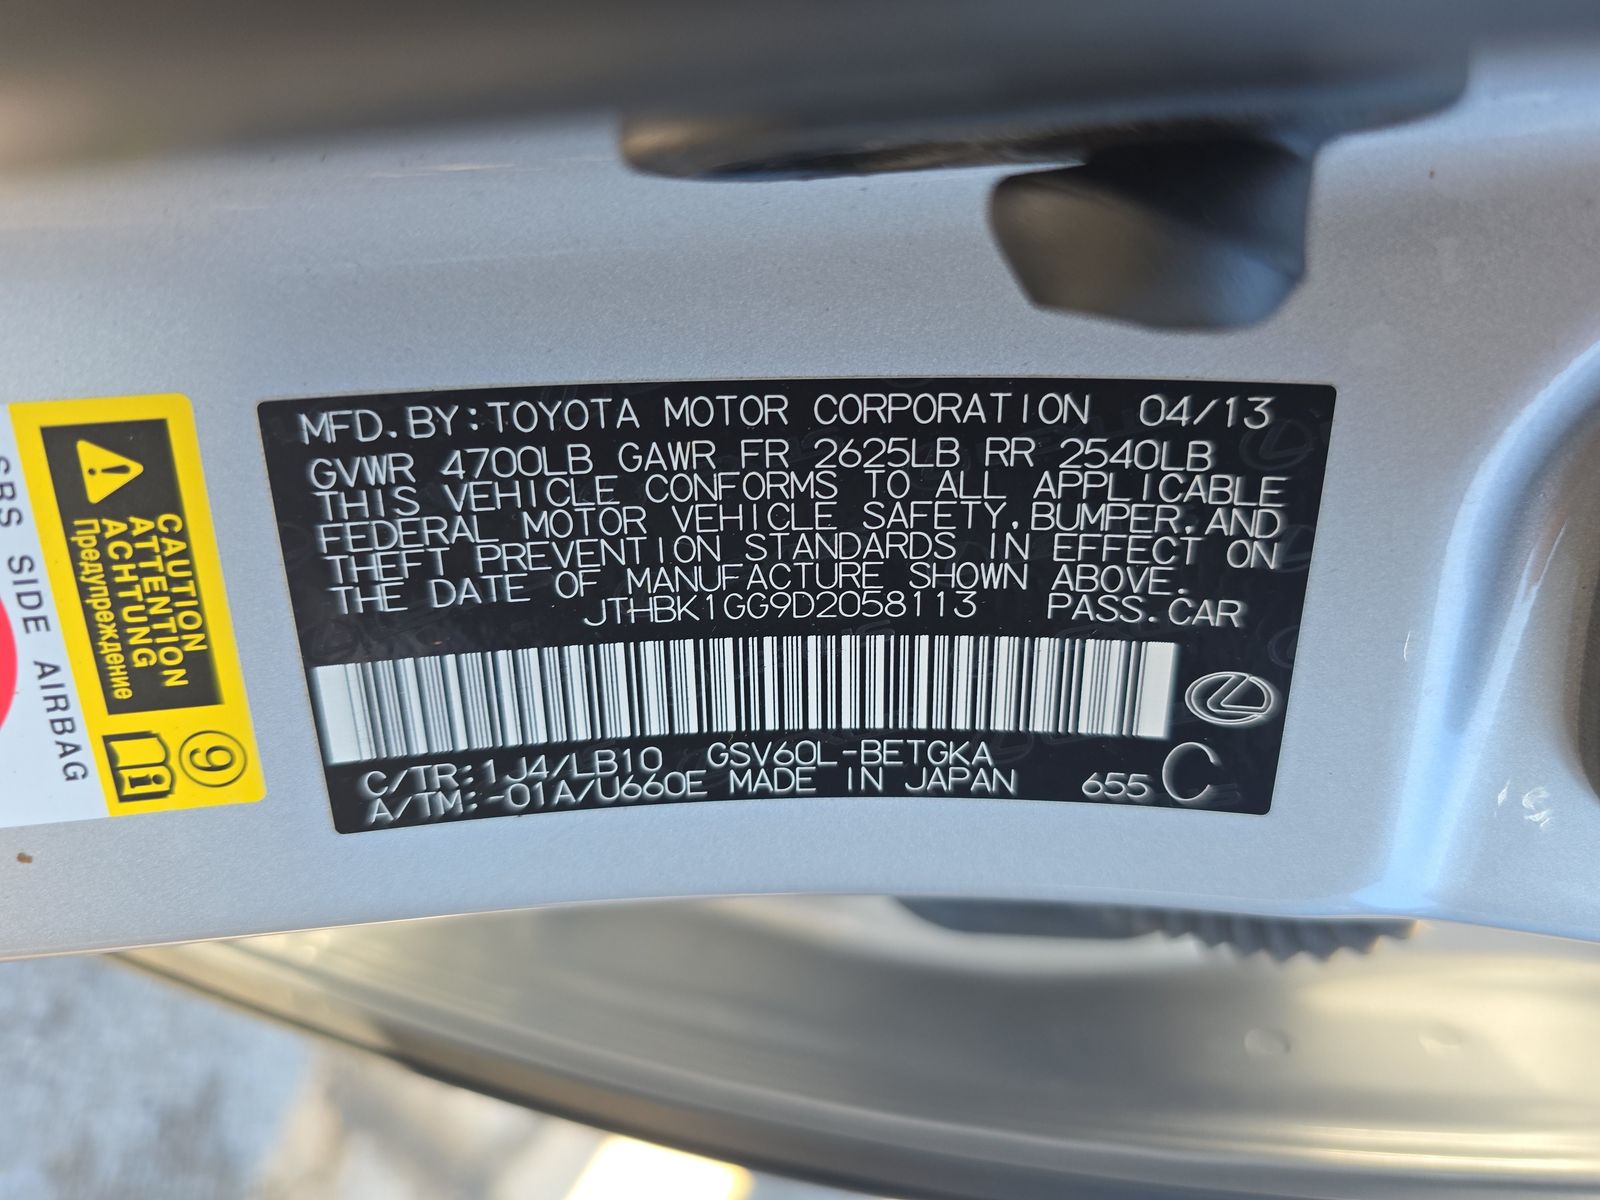 MFD. BY: TOYOTA MOTOR CORPORATION 04/13
GVWR 4700LB GAWR FR 2625LB RR 2540LB
THIS VEHICLE CONFORMS TO ALL APPLICABLE
FEDERAL MOTOR VEHICLE SAFETY, BUMPER, AND
THEFT PREVENTION STANDARDS IN EFFECT ON
THE DATE OF MANUFACTURE SHOWN ABOVE.
JTHBK1GG9D2058113 PASS. CAR
C/TR: 1J4/LB10 GSV60L-BETGKA
A/TM: -01A/U660E MADE IN JAPAN 655 C
CAUTION
ATTENTION
ACHTUNG
Предупреждение
9
SRS SIDE AIRBAG